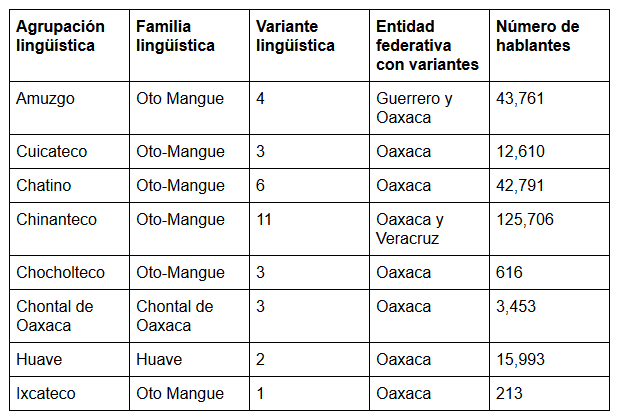 Agrupación lingüística | Familia lingüística | Variante lingüística | Entidad federativa con variantes | Número de hablantes
Amuzgo | Oto Mangue | 4 | Guerrero y Oaxaca | 43,761
Cuicateco | Oto-Mangue | 3 | Oaxaca | 12,610
Chatino | Oto-Mangue | 6 | Oaxaca | 42,791
Chinanteco | Oto-Mangue | 11 | Oaxaca y Veracruz | 125,706
Chocholteco | Oto-Mangue | 3 | Oaxaca | 616
Chontal de Oaxaca | Chontal de Oaxaca | 3 | Oaxaca | 3,453
Huave | Huave | 2 | Oaxaca | 15,993
Ixcateco | Oto Mangue | 1 | Oaxaca | 213